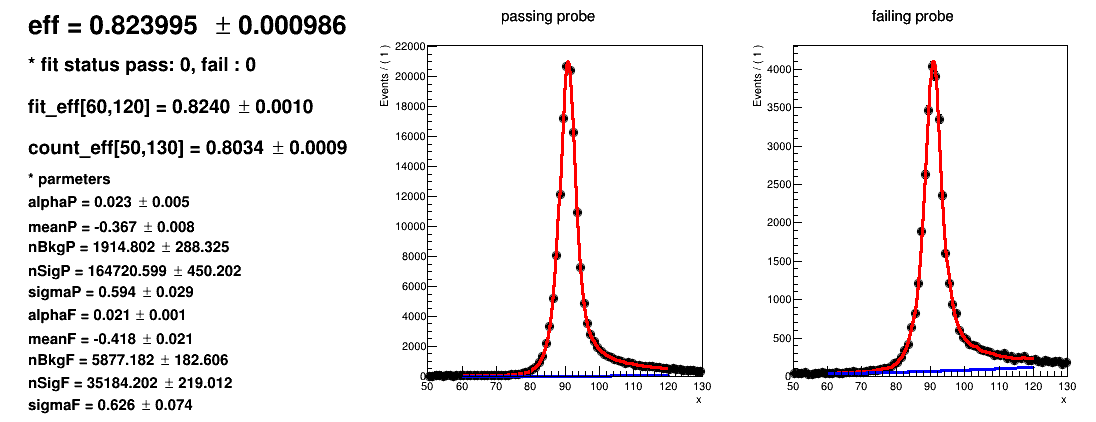 eff = 0.823995 ± 0.000986
* fit status pass: 0, fail : 0
fit_eff[60,120] = 0.8240 ± 0.0010
count_eff[50,130] = 0.8034 ± 0.0009
* parmeters
alphaP = 0.023 ± 0.005
meanP = -0.367 ± 0.008
nBkgP = 1914.802 ± 288.325
nSigP = 164720.599 ± 450.202
sigmaP = 0.594 ± 0.029
alphaF = 0.021 ± 0.001
meanF = -0.418 ± 0.021
nBkgF = 5877.182 ± 182.606
nSigF = 35184.202 ± 219.012
sigmaF = 0.626 ± 0.074
passing probe
Events / ( 1 )
22000
20000
18000
16000
14000
12000
10000
8000
6000
4000
2000
0
50 60 70 80 90 100 110 120 130
x
failing probe
Events / ( 1 )
4000
3500
3000
2500
2000
1500
1000
500
0
50 60 70 80 90 100 110 120 130
x